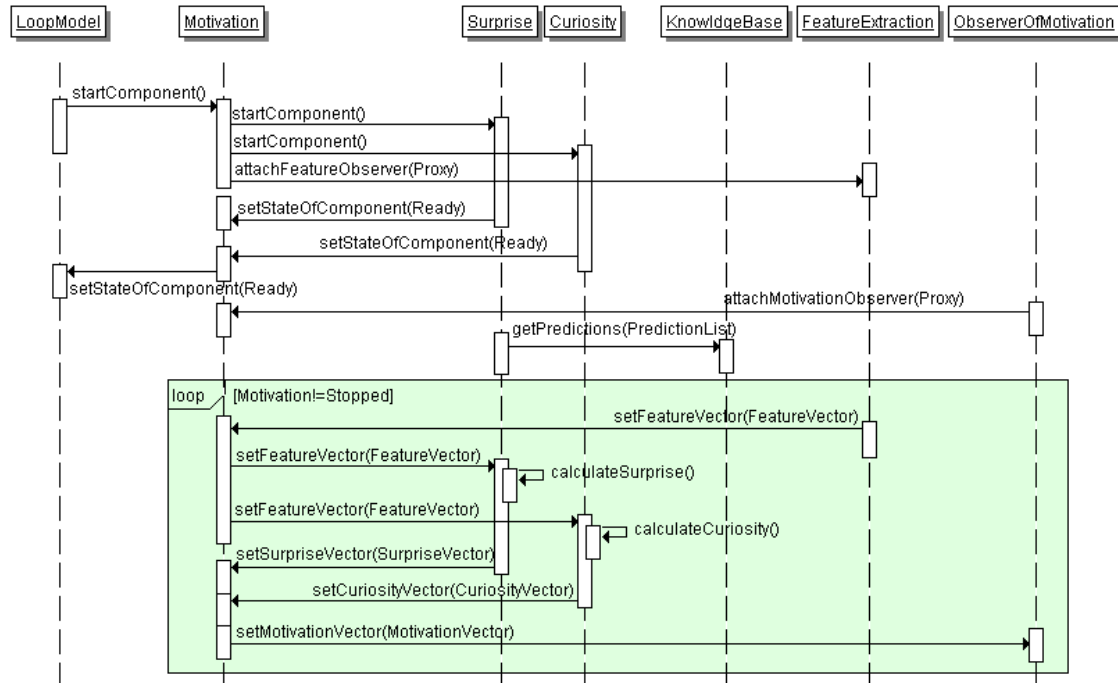 LoopModel Motivation Surprise Curiosity KnowldgeBase FeatureExtraction ObserverOfMotivation
startComponent()
startComponent()
startComponent()
attachFeatureObserver(Proxy)
setStateOfComponent(Ready)
setStateOfComponent(Ready)
setStateOfComponent(Ready)
attachMotivationObserver(Proxy)
getPredictions(PredictionList)
loop [Motivation!=Stopped]
setFeatureVector(FeatureVector)
setFeatureVector(FeatureVector)
calculateSurprise()
setFeatureVector(FeatureVector)
calculateCuriosity()
setSurpriseVector(SurpriseVector)
setCuriosityVector(CuriosityVector)
setMotivationVector(MotivationVector)